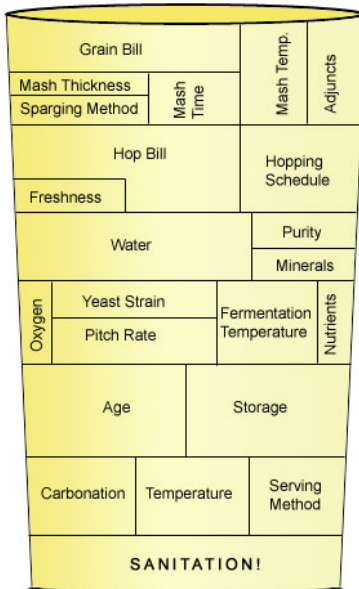 Grain Bill
Mash Thickness
Sparging Method
Mash
Time
Mash Temp.
Adjuncts
Hop Bill
Freshness
Hopping
Schedule
Water
Purity
Minerals
Oxygen
Yeast Strain
Pitch Rate
Fermentation
Temperature
Nutrients
Age
Storage
Carbonation
Temperature
Serving
Method
SANITATION!